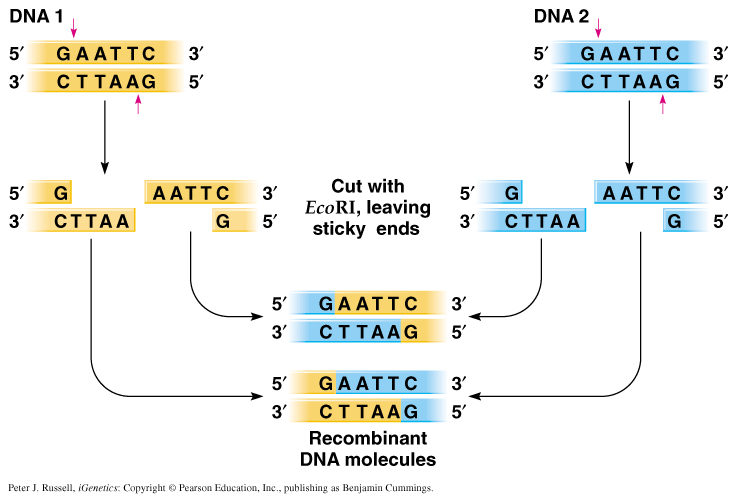 DNA 1
5′ GAATTC 3′
3′ CTTAAG 5′
DNA 2
5′ GAATTC 3′
3′ CTTAAG 5′
5′ G AATTC 3′
3′ CTTAA G 5′
Cut with
EcoRI, leaving
sticky ends
5′ G AATTC 3′
3′ CTTAA G 5′
5′ GAATTC 3′
3′ CTTAAG 5′
5′ GAATTC 3′
3′ CTTAAG 5′
Recombinant
DNA molecules
Peter J. Russell, iGenetics: Copyright © Pearson Education, Inc., publishing as Benjamin Cummings.